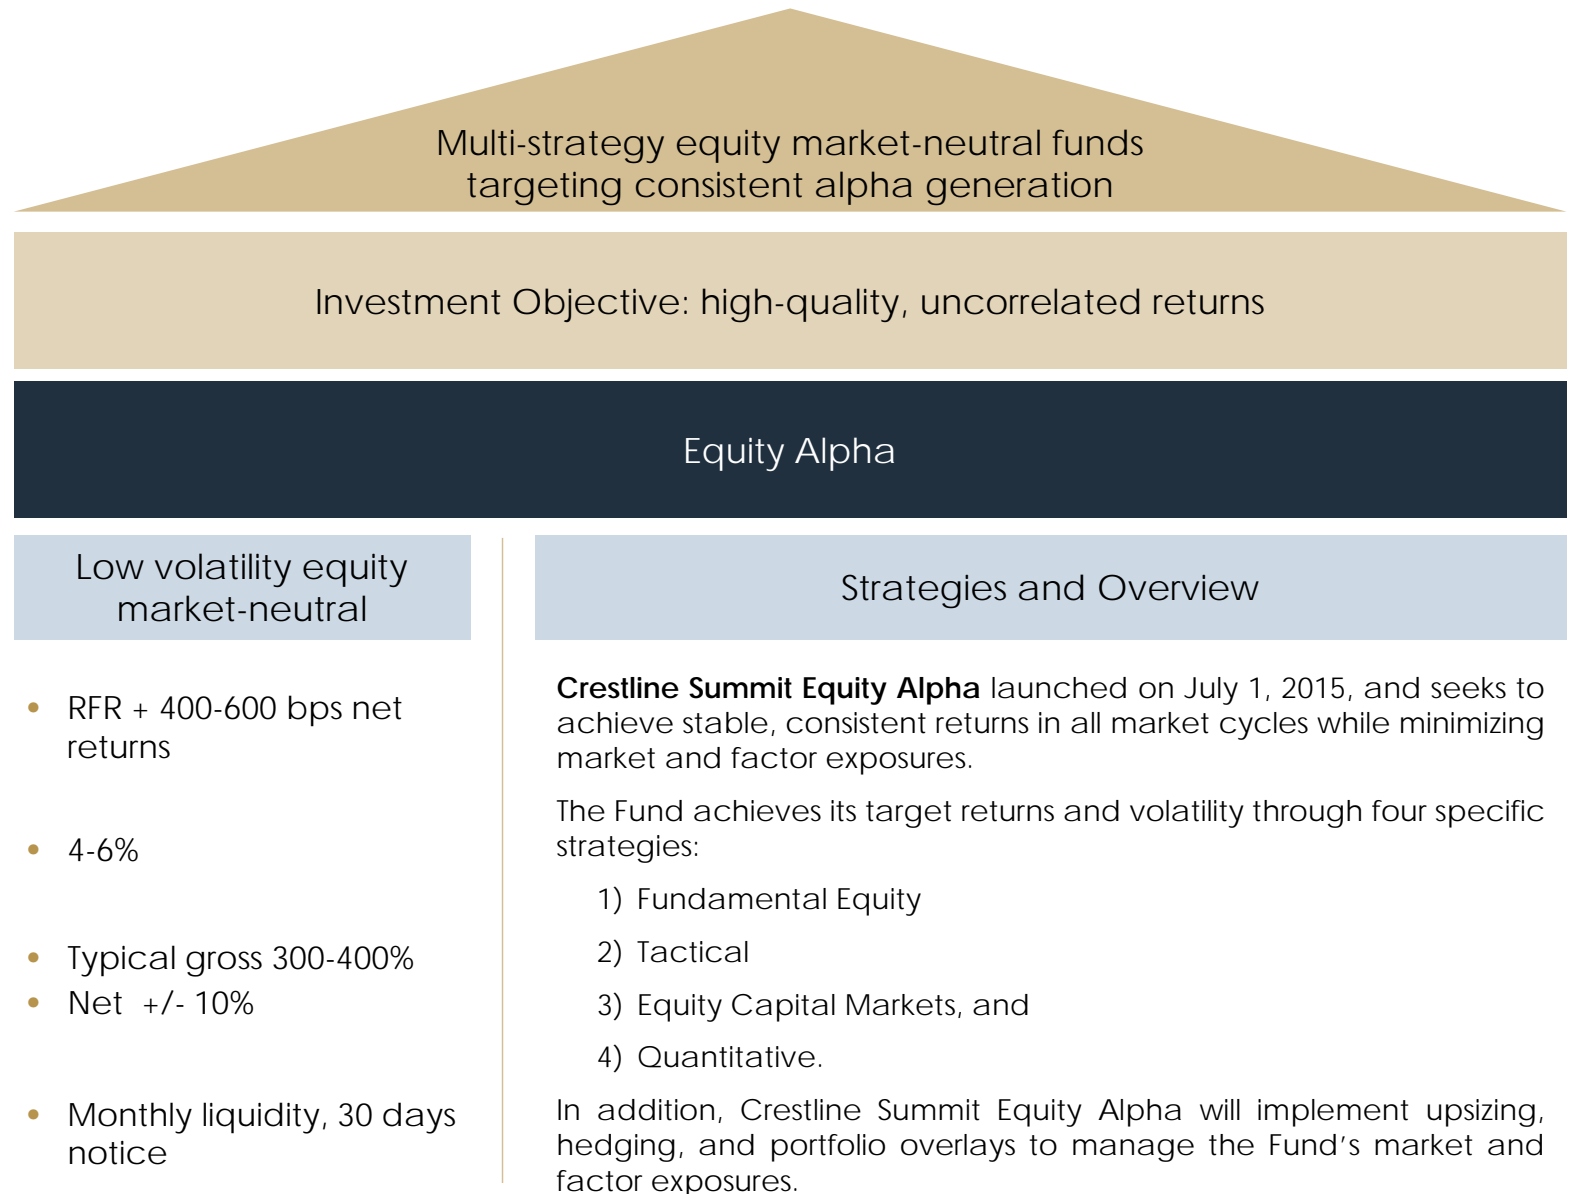 Multi-strategy equity market-neutral funds
targeting consistent alpha generation
Investment Objective: high-quality, uncorrelated returns
Equity Alpha
Low volatility equity
market-neutral
• RFR + 400-600 bps net
returns
• 4-6%
• Typical gross 300-400%
• Net +/- 10%
• Monthly liquidity, 30 days
notice
Strategies and Overview
Crestline Summit Equity Alpha launched on July 1, 2015, and seeks to
achieve stable, consistent returns in all market cycles while minimizing
market and factor exposures.
The Fund achieves its target returns and volatility through four specific
strategies:
1) Fundamental Equity
2) Tactical
3) Equity Capital Markets, and
4) Quantitative.
In addition, Crestline Summit Equity Alpha will implement upsizing,
hedging, and portfolio overlays to manage the Fund’s market and
factor exposures.